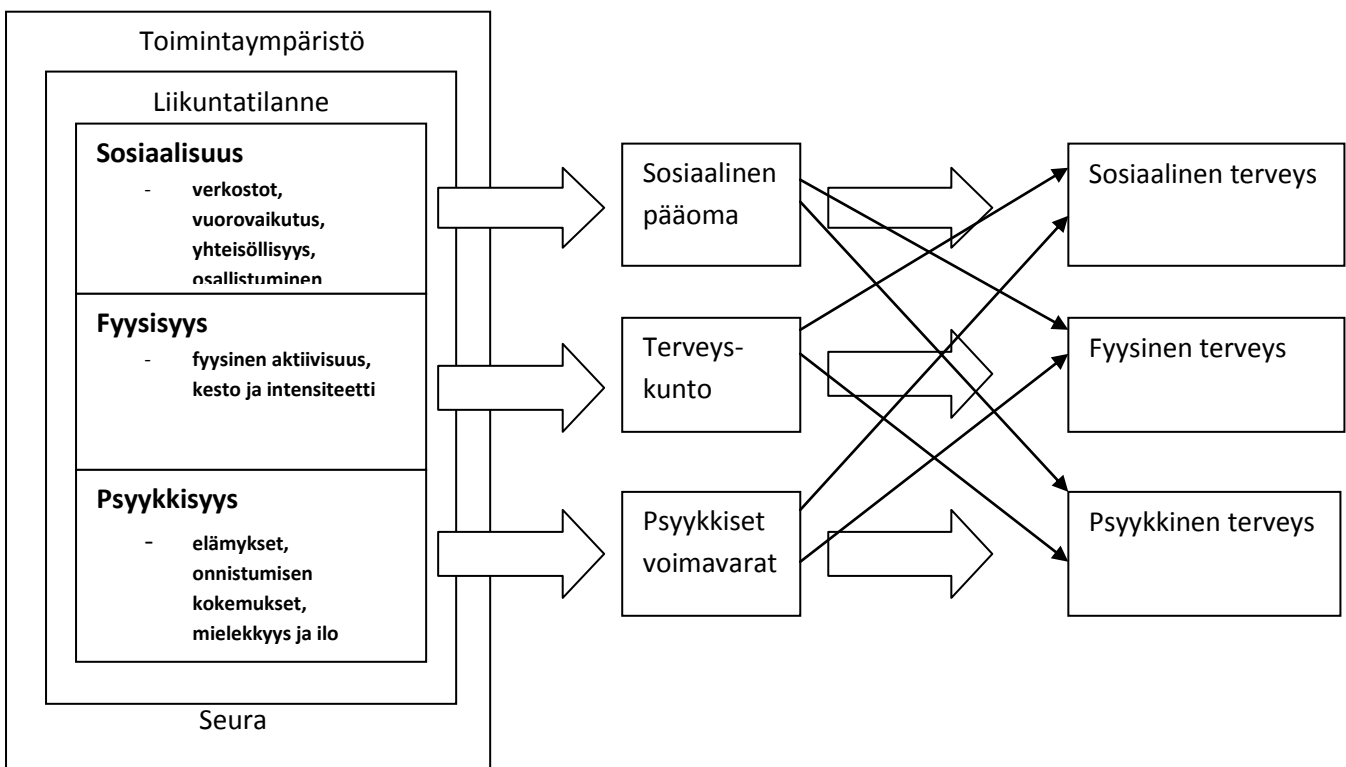 Toimintaympäristö
Liikuntatilanne
Sosiaalisuus
- verkostot,
vuorovaikutus,
yhteisöllisyys,
osallistuminen
Fyysisyys
- fyysinen aktiivisuus,
kesto ja intensiteetti
Psyykkisyys
- elämykset,
onnistumisen
kokemukset,
mielekkyys ja ilo
Seura
Sosiaalinen
pääoma
Terveys-
kunto
Psyykkiset
voimavarat
Sosiaalinen terveys
Fyysinen terveys
Psyykkinen terveys